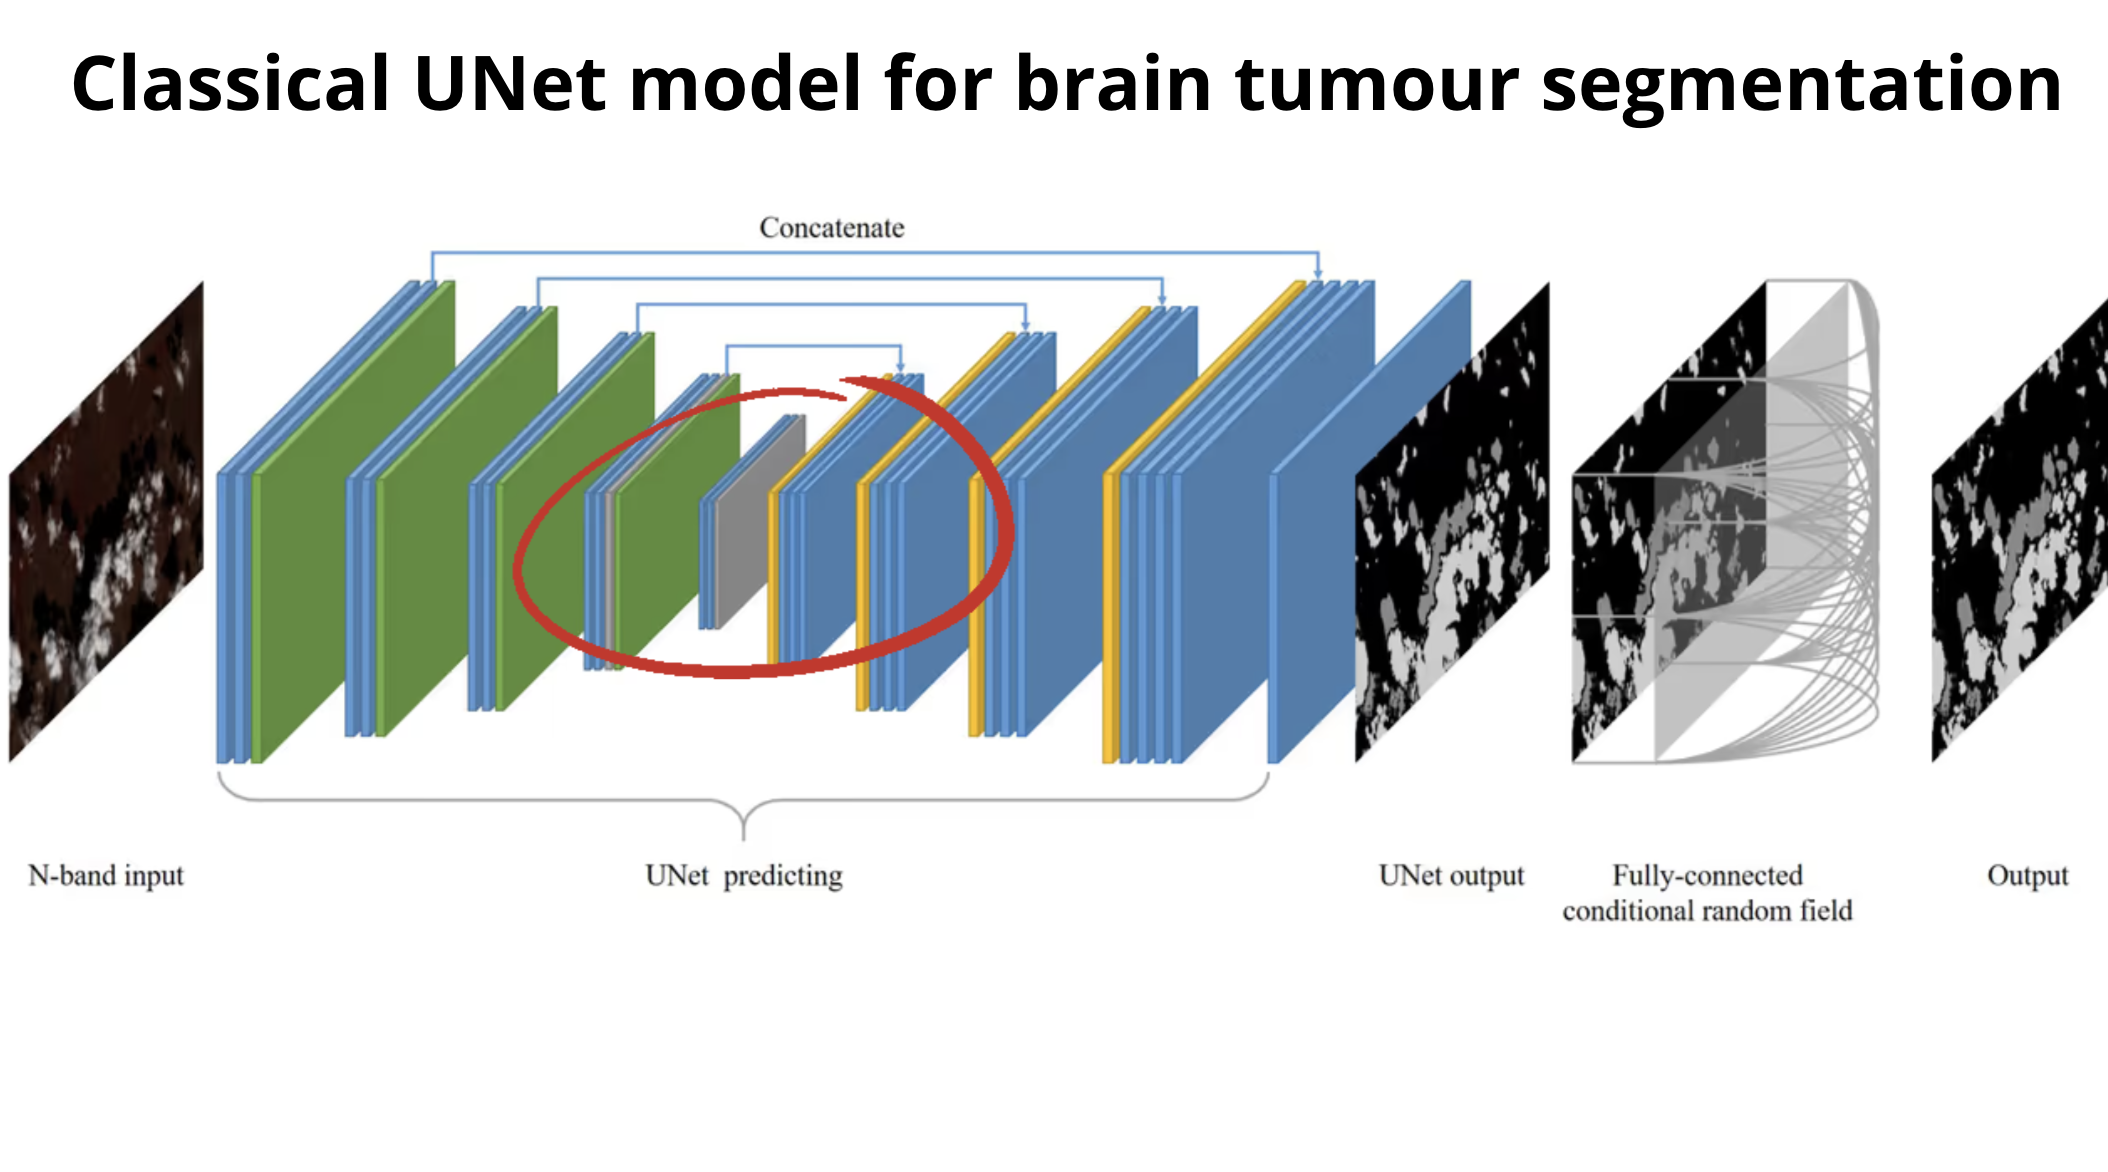 Classical UNet model for brain tumour segmentation
Concatenate
N-band input
UNet predicting
UNet output
Fully-connected
conditional random field
Output